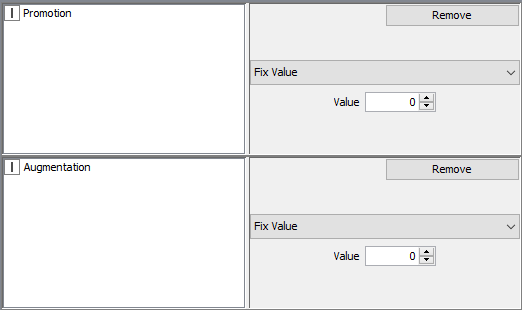 I Promotion
Remove
Fix Value
Value 0
I Augmentation
Remove
Fix Value
Value 0